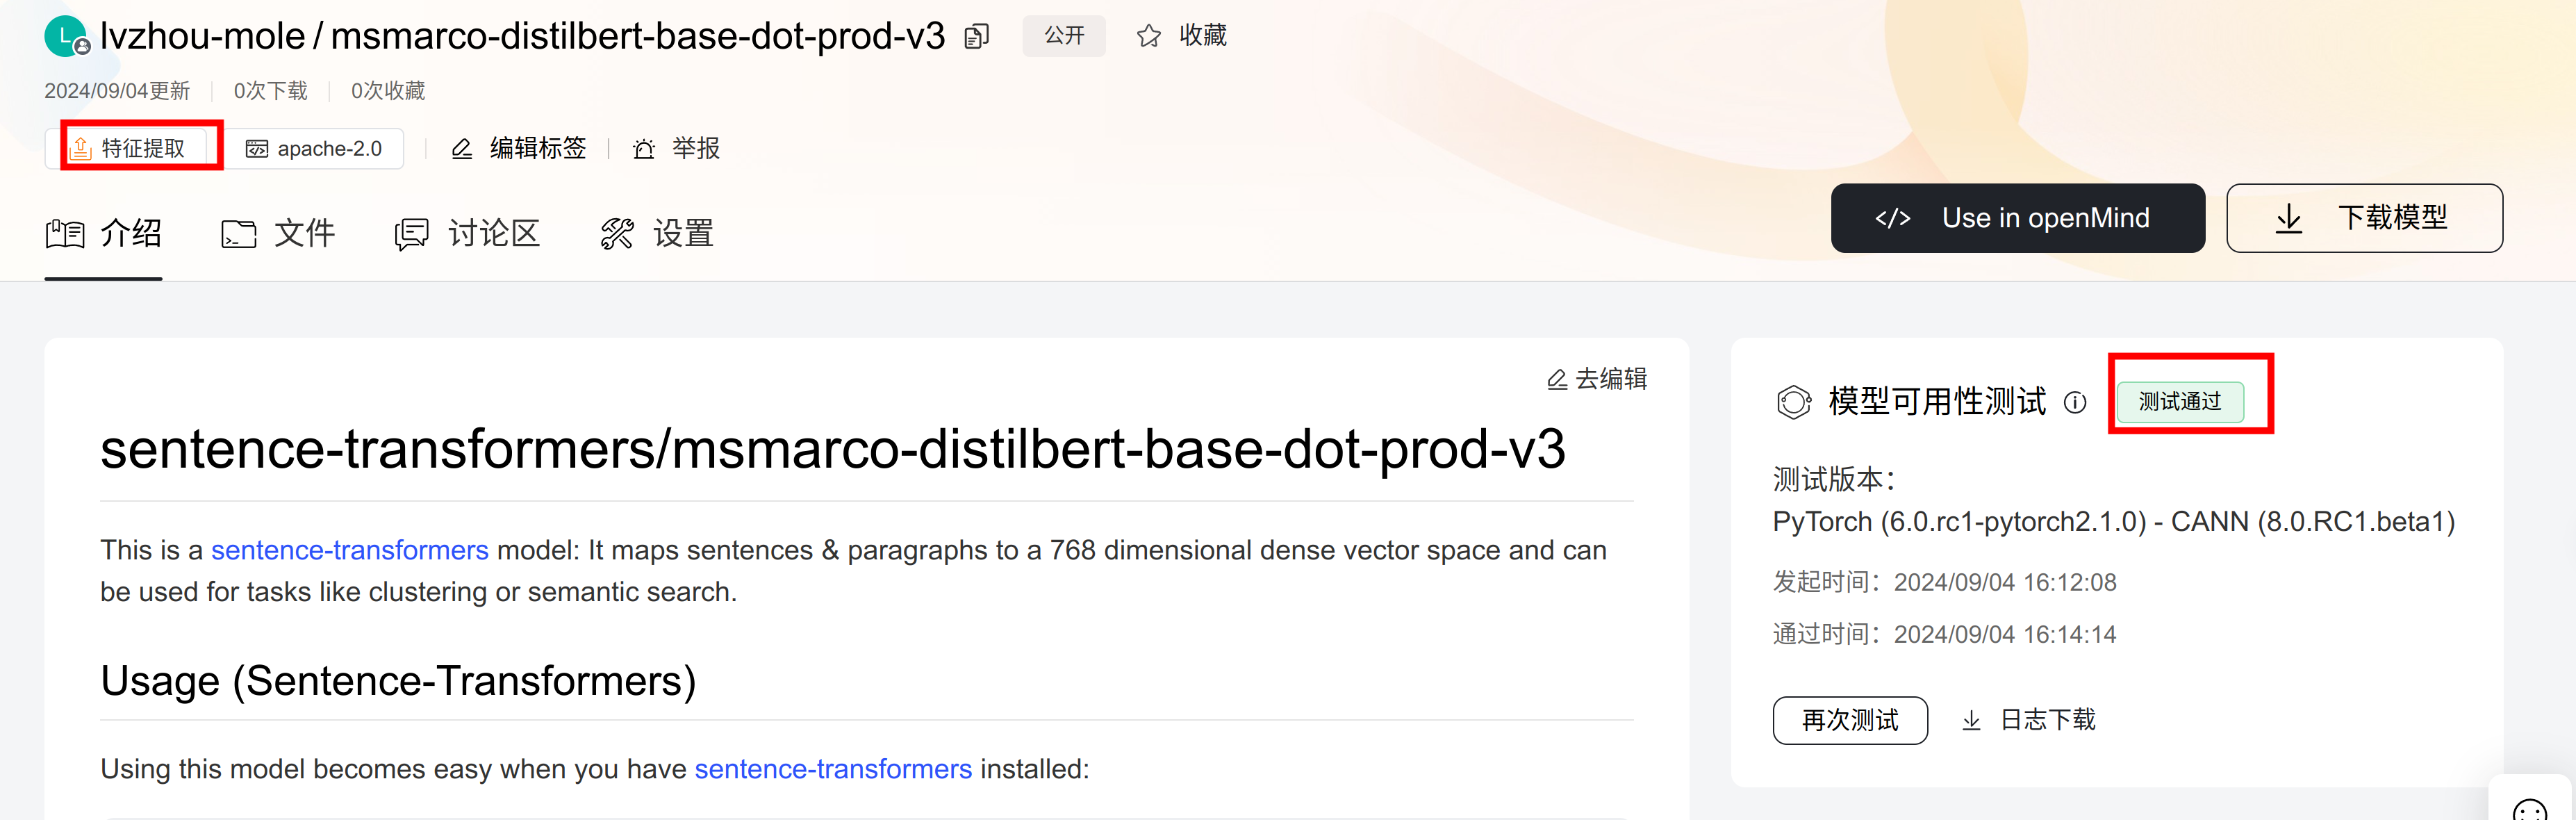 L
lvzhou-mole / msmarco-distilbert-base-dot-prod-v3
公开
收藏
2024/09/04更新
0次下载
0次收藏
特征提取
apache-2.0
编辑标签
举报
介绍
文件
讨论区
设置
</> Use in openMind
下载模型
去编辑
sentence-transformers/msmarco-distilbert-base-dot-prod-v3
This is a sentence-transformers model: It maps sentences & paragraphs to a 768 dimensional dense vector space and can
be used for tasks like clustering or semantic search.
Usage (Sentence-Transformers)
Using this model becomes easy when you have sentence-transformers installed:
模型可用性测试
测试通过
测试版本：
PyTorch (6.0.rc1-pytorch2.1.0) - CANN (8.0.RC1.beta1)
发起时间：2024/09/04 16:12:08
通过时间：2024/09/04 16:14:14
再次测试
日志下载